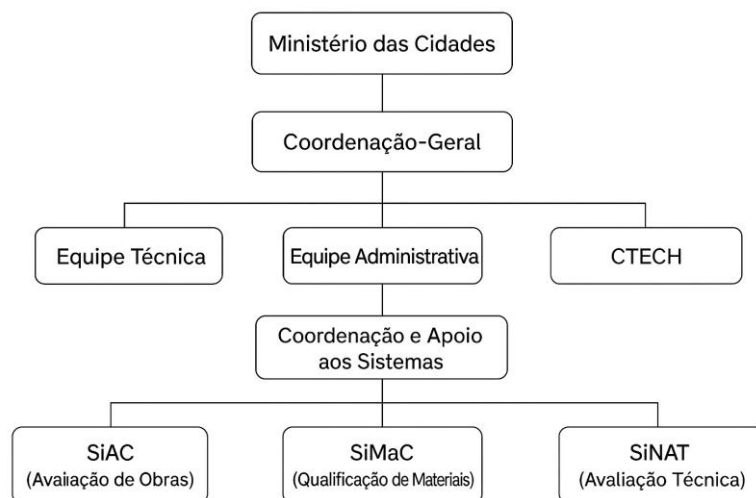 Ministério das Cidades
Coordenação-Geral
Equipe Técnica
Equipe Administrativa
CTECH
Coordenação e Apoio
aos Sistemas
SiAC
(Avaiiação de Obras)
SiMaC
(Qualificação de Materiais)
SiNAT
(Avaliação Técnica)